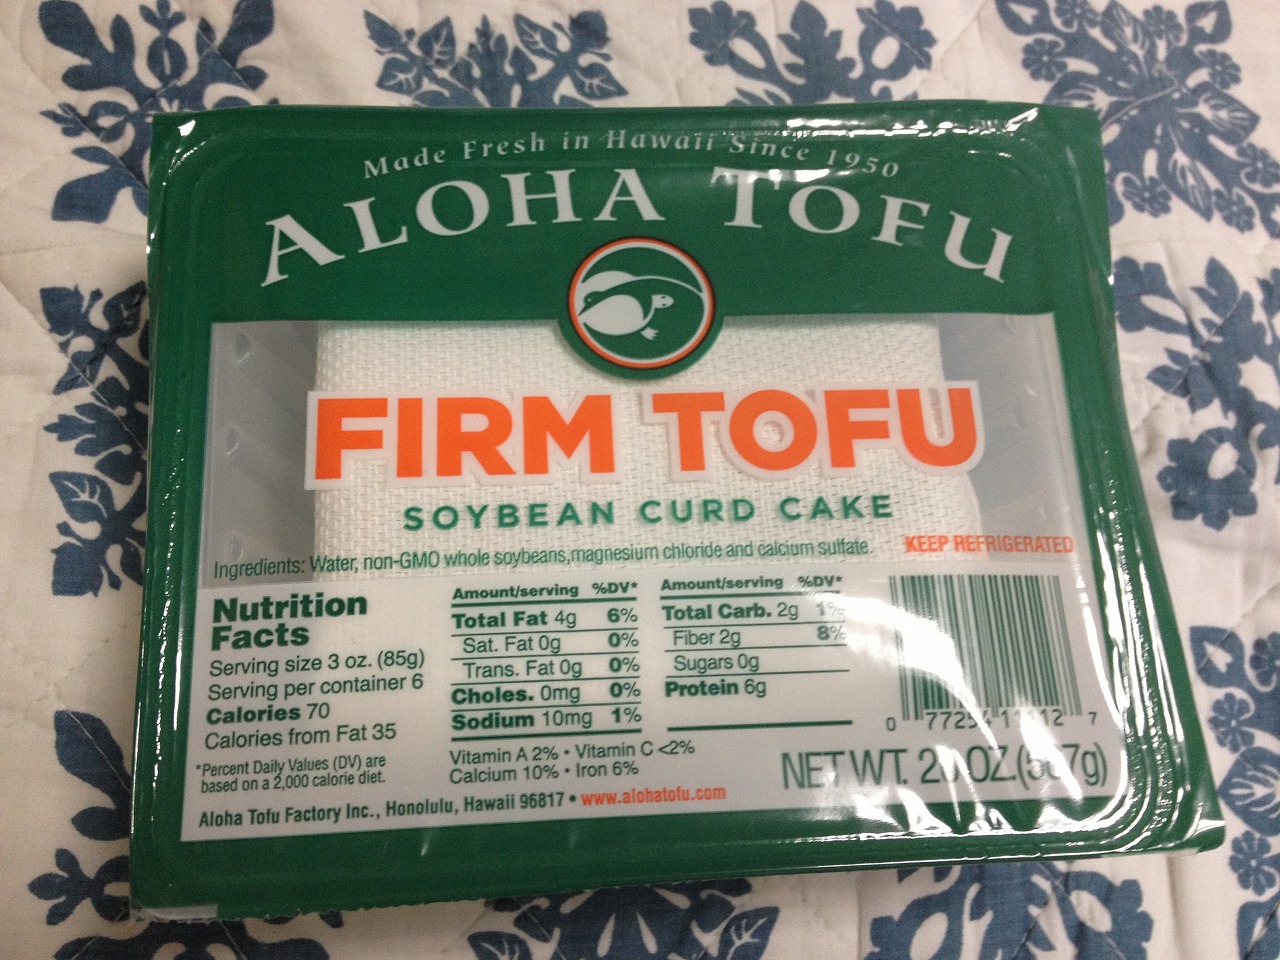 Made Fresh in Hawaii Since 1950
ALOHA TOFU
FIRM TOFU
SOYBEAN CURD CAKE
Ingredients: Water, non-GMO whole soybeans,magnesium chloride and calcium sulfate.
KEEP REFRIGERATED
Nutrition
Facts
Serving size 3 oz. (85g)
Serving per container 6
Calories 70
Calories from Fat 35
*Percent Daily Values (DV) are
based on a 2,000 calorie diet.
Amount/serving %DV*
Total Fat 4g 6%
Sat. Fat 0g 0%
Trans. Fat 0g 0%
Choles. 0mg 0%
Sodium 10mg 1%
Amount/serving %DV*
Total Carb. 2g 1%
Fiber 2g 8%
Sugars 0g
Protein 6g
Vitamin A 2% • Vitamin C <2%
Calcium 10% • Iron 6%
Aloha Tofu Factory Inc., Honolulu, Hawaii 96817 • www.alohatofu.com
0 7
NET WT. OZ.